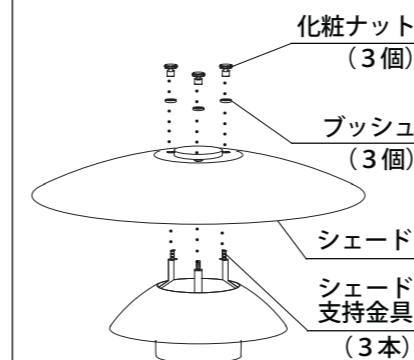 化粧ナット
（３個）
ブッシュ
（３個）
シェード
シェード
支持金具
（３本）